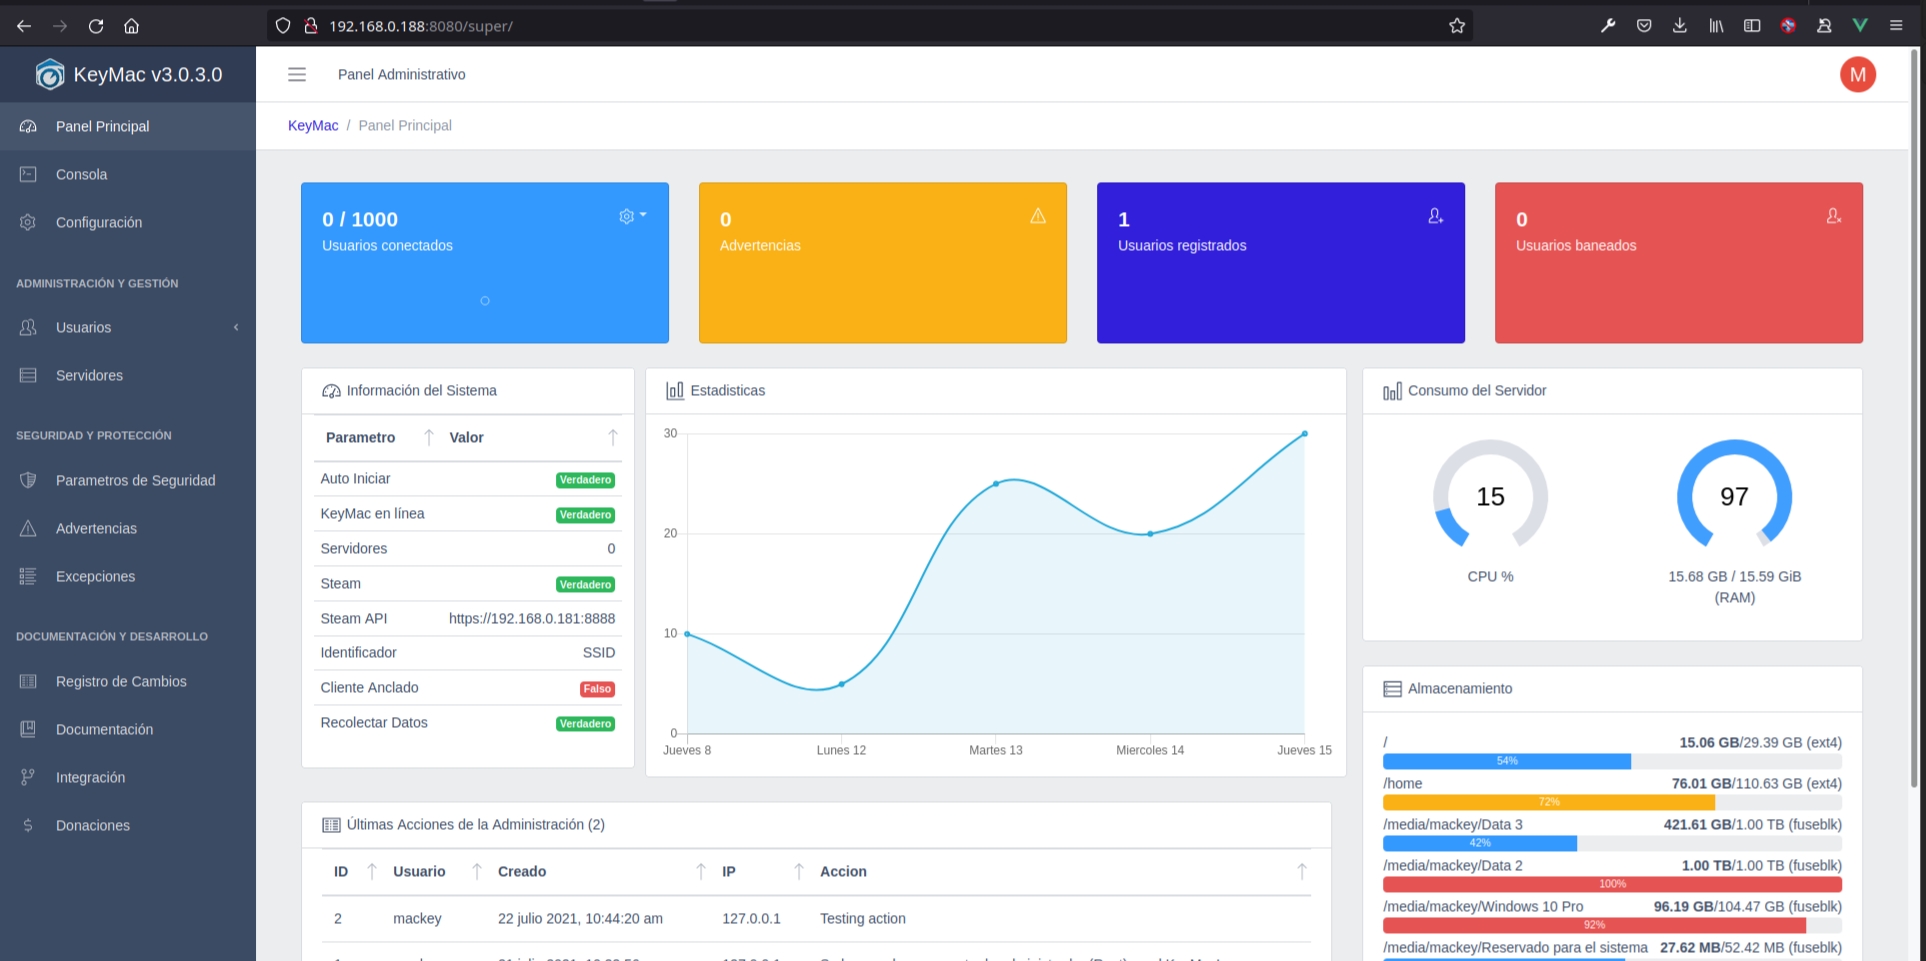 192.168.0.188:8080/super/
KeyMac v3.0.3.0
Panel Administrativo
M
KeyMac / Panel Principal
Panel Principal
Consola
Configuración
ADMINISTRACIÓN Y GESTIÓN
Usuarios
Servidores
SEGURIDAD Y PROTECCIÓN
Parametros de Seguridad
Advertencias
Excepciones
DOCUMENTACIÓN Y DESARROLLO
Registro de Cambios
Documentación
Integración
Donaciones
0 / 1000
Usuarios conectados
0
Advertencias
1
Usuarios registrados
0
Usuarios baneados
Información del Sistema
Parametro Valor
Auto Iniciar Verdadero
KeyMac en línea Verdadero
Servidores 0
Steam Verdadero
Steam API https://192.168.0.181:8888
Identificador SSID
Cliente Anclado Falso
Recolectar Datos Verdadero
Estadisticas
30
20
10
0
Jueves 8 Lunes 12 Martes 13 Miercoles 14 Jueves 15
Consumo del Servidor
15 97
CPU % 15.68 GB / 15.59 GiB
(RAM)
Almacenamiento
/ 15.06 GB/29.39 GB (ext4)
54%
/home 76.01 GB/110.63 GB (ext4)
72%
/media/mackey/Data 3 421.61 GB/1.00 TB (fuseblk)
42%
/media/mackey/Data 2 1.00 TB/1.00 TB (fuseblk)
100%
/media/mackey/Windows 10 Pro 96.19 GB/104.47 GB (fuseblk)
92%
/media/mackey/Reservado para el sistema 27.62 MB/52.42 MB (fuseblk)
Últimas Acciones de la Administración (2)
ID Usuario Creado IP Accion
2 mackey 22 julio 2021, 10:44:20 am 127.0.0.1 Testing action